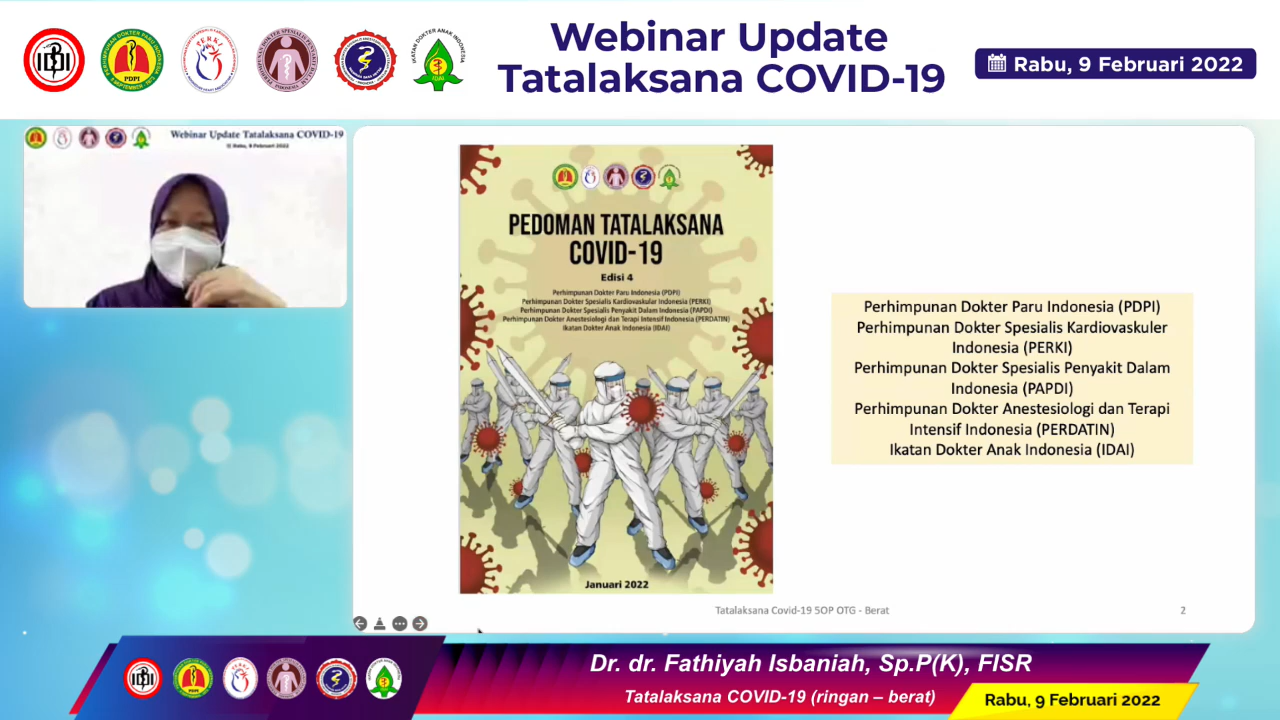 Webinar Update
Tatalaksana COVID-19
Rabu, 9 Februari 2022
Webinar Update Tatalaksana COVID-19
Rabu, 9 Februari 2022
PEDOMAN TATALAKSANA
COVID-19
Edisi 4
Perhimpunan Dokter Paru Indonesia (PDPI)
Perhimpunan Dokter Spesialis Kardiovaskular Indonesia (PERKI)
Perhimpunan Dokter Spesialis Penyakit Dalam Indonesia (PAPDI)
Perhimpunan Dokter Anestesiologi dan Terapi Intensif Indonesia (PERDATIN)
Ikatan Dokter Anak Indonesia (IDAI)
Januari 2022
Perhimpunan Dokter Paru Indonesia (PDPI)
Perhimpunan Dokter Spesialis Kardiovaskuler
Indonesia (PERKI)
Perhimpunan Dokter Spesialis Penyakit Dalam
Indonesia (PAPDI)
Perhimpunan Dokter Anestesiologi dan Terapi
Intensif Indonesia (PERDATIN)
Ikatan Dokter Anak Indonesia (IDAI)
Tatalaksana Covid-19 5OP OTG - Berat
2
Dr. dr. Fathiyah Isbaniah, Sp.P(K), FISR
Tatalaksana COVID-19 (ringan – berat)
Rabu, 9 Februari 2022